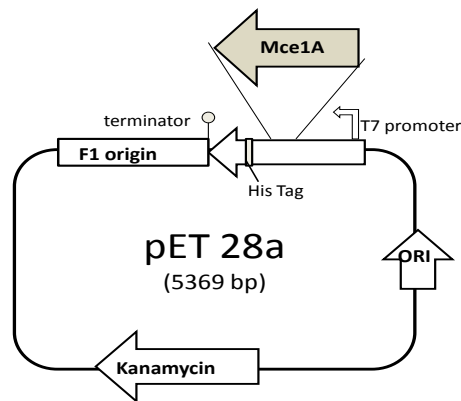 Mce1A
terminator
T7 promoter
F1 origin
His Tag
pET 28a
(5369 bp)
ORI
Kanamycin